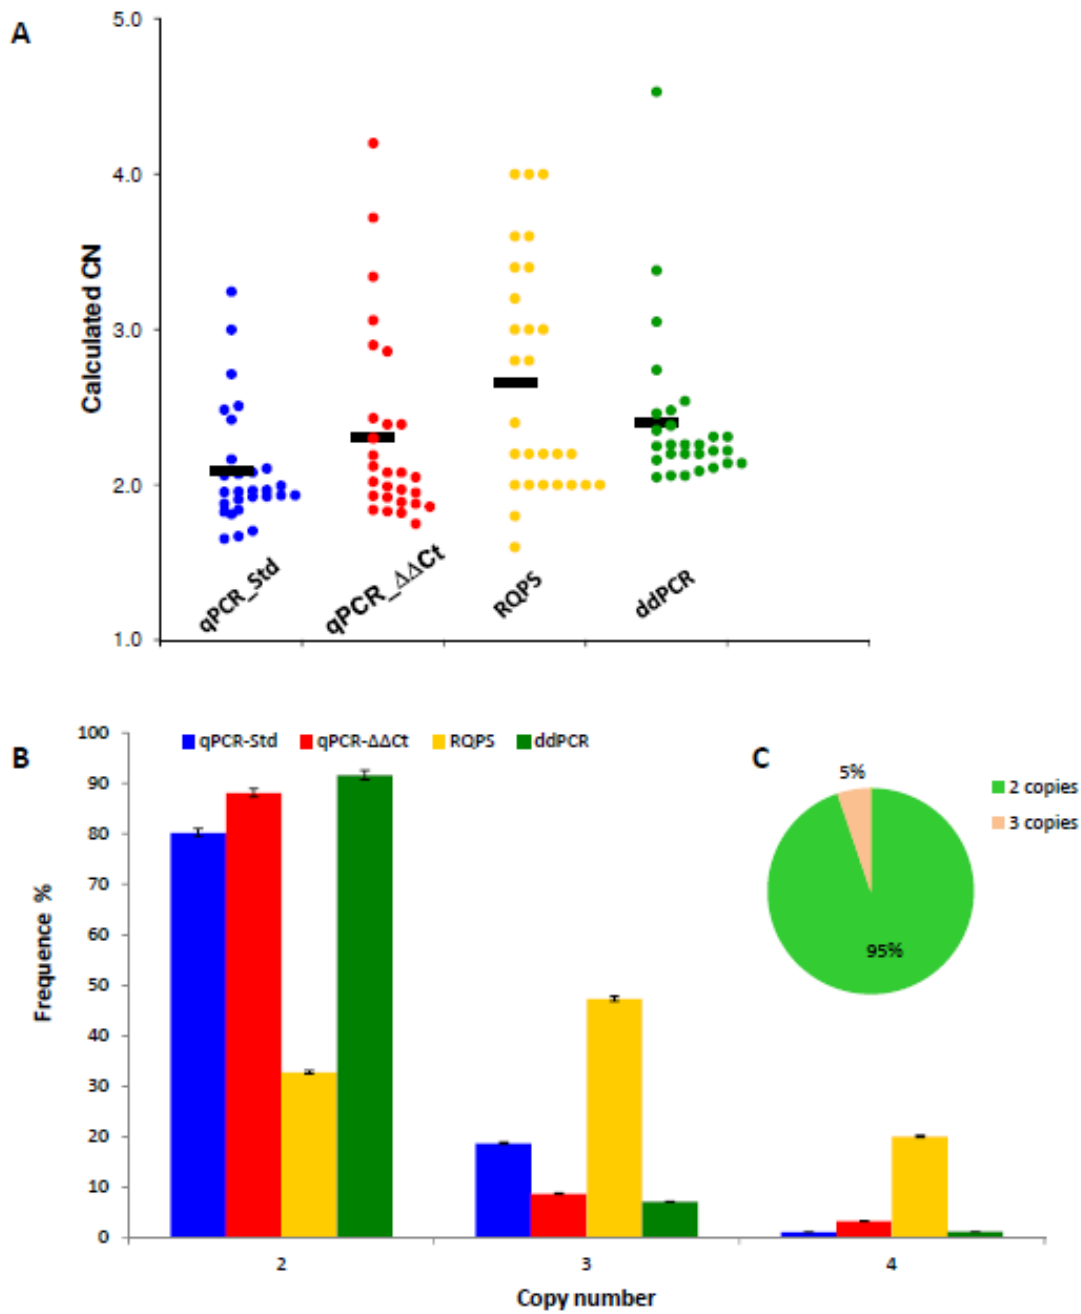 A
5.0
4.0
3.0
2.0
1.0
Calculated CN
qPCR_Std
qPCR_ΔΔCt
RQPS
ddPCR
B
qPCR-Std qPCR-ΔΔCt RQPS ddPCR
100
90
80
70
60
50
40
30
20
10
0
Frequence %
2 3 4
Copy number
C
5%
95%
2 copies
3 copies